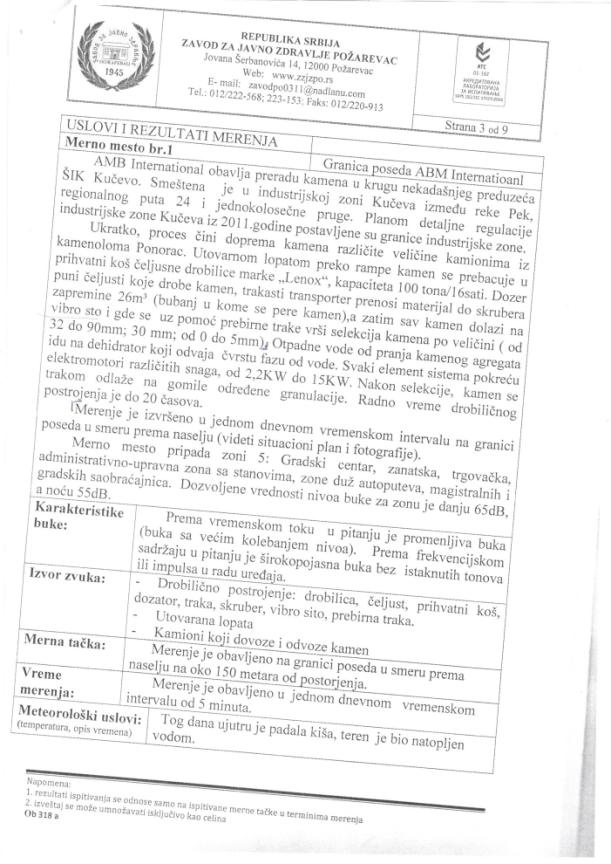 REPUBLIKA SRBIJA
ZAVOD ZA JAVNO ZDRAVLJE POŽAREVAC
Jovana Šerbanovića 14, 12000 Požarevac
Web: www.zzjzpo.rs
E- mail: zavodpo0311@nadlanu.com
Tel.: 012/222-568; 223-153; Faks: 012/220-913
1945
ATC
01-162
АКРЕДИТОВАНА
ЛАБОРАТОРИЈА
ЗА ИСПИТИВАЊЕ
Strana 3 od 9
USLOVI I REZULTATI MERENJA
Merno mesto br.1
Granica poseda ABM Internatioanl
AMB International obavlja preradu kamena u krugu nekadašnjeg preduzeća
ŠIK Kučevo. Smeštena je u industrijskoj zoni Kučeva između reke Pek,
regionalnog puta 24 i jednokolosečne pruge. Planom detaljne regulacije
industrijske zone Kučeva iz 2011.godine postavljene su granice industrijske zone.
Ukratko, proces čini doprema kamena različite veličine kamionima iz
kamenoloma Ponorac. Utovarnom lopatom preko rampe kamen se prebacuje u
prihvatni koš čeljusne drobilice marke „Lenox“, kapaciteta 100 tona/16sati. Dozer
puni čeljusti koje drobe kamen, trakasti transporter prenosi materijal do skrubera
zapremine 26m³ (bubanj u kome se pere kamen),a zatim sav kamen dolazi na
vibro sto i gde se uz pomoć prebirne trake vrši selekcija kamena po veličini ( od
32 do 90mm; 30 mm; od 0 do 5mm). Otpadne vode od pranja kamenog agregata
idu na dehidrator koji odvaja čvrstu fazu od vode. Svaki element sistema pokreću
elektromotori različitih snaga, od 2,2KW do 15KW. Nakon selekcije, kamen se
trakom odlaže na gomile određene granulacije. Radno vreme drobiličnog
postrojenja je do 20 časova.
Merenje je izvršeno u jednom dnevnom vremenskom intervalu na granici
poseda u smeru prema naselju (videti situacioni plan i fotografije).
Merno mesto pripada zoni 5: Gradski centar, zanatska, trgovačka,
administrativno-upravna zona sa stanovima, zone duž autoputeva, magistralnih i
gradskih saobraćajnica. Dozvoljene vrednosti nivoa buke za zonu je danju 65dB,
a noću 55dB.
Karakteristike
buke:
Prema vremenskom toku u pitanju je promenljiva buka
(buka sa većim kolebanjem nivoa). Prema frekvencijskom
sadržaju u pitanju je širokopojasna buka bez istaknutih tonova
ili impulsa u radu uređaja.
Izvor zvuka:
- Drobilično postrojenje: drobilica, čeljust, prihvatni koš,
dozator, traka, skruber, vibro sito, prebirna traka.
- Utovarana lopata
- Kamioni koji dovoze i odvoze kamen
Merna tačka:
Merenje je obavljeno na granici poseda u smeru prema
naselju na oko 150 metara od postorjenja.
Vreme
merenja:
Merenje je obavljeno u jednom dnevnom vremenskom
intervalu od 5 minuta.
Meteorološki uslovi:
(temperatura, opis vremena)
Tog dana ujutru je padala kiša, teren je bio natopljen
vodom.
Napomena:
1. rezultati ispitivanja se odnose samo na ispitivane merne tačke u terminima merenja
2. izveštaj se može umnožavati isključivo kao celina
Ob 318 a